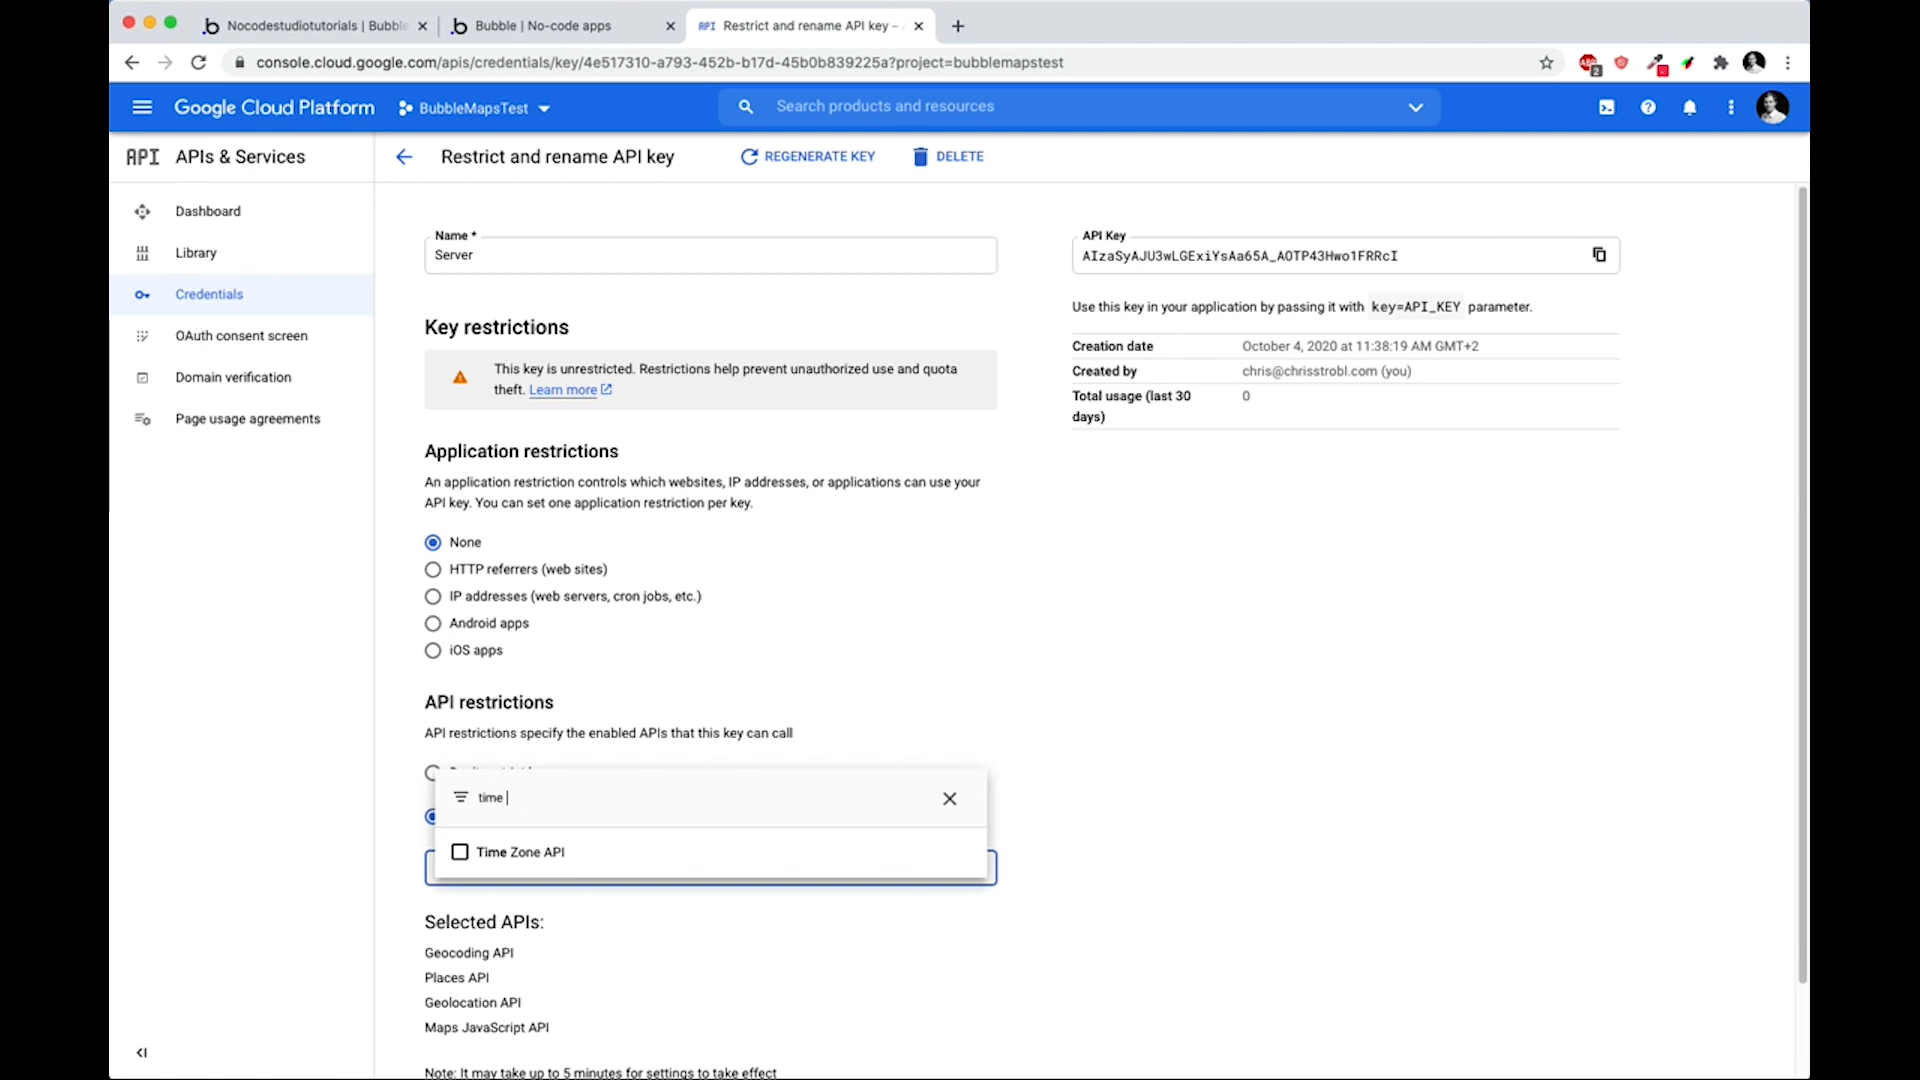 Nocodestudiotutorials | Bubble
Bubble | No-code apps
API Restrict and rename API key –
console.cloud.google.com/apis/credentials/key/4e517310-a793-452b-b17d-45b0b839225a?project=bubblemapstest
2
Google Cloud Platform
BubbleMapsTest
Search products and resources
API APIs & Services
Restrict and rename API key
REGENERATE KEY
DELETE
Dashboard
Library
Credentials
OAuth consent screen
Domain verification
Page usage agreements
Name *
Server
Key restrictions
This key is unrestricted. Restrictions help prevent unauthorized use and quota
theft. Learn more
Application restrictions
An application restriction controls which websites, IP addresses, or applications can use your
API key. You can set one application restriction per key.
None
HTTP referrers (web sites)
IP addresses (web servers, cron jobs, etc.)
Android apps
iOS apps
API restrictions
API restrictions specify the enabled APIs that this key can call
time
Time Zone API
Selected APIs:
Geocoding API
Places API
Geolocation API
Maps JavaScript API
Note: It may take up to 5 minutes for settings to take effect
API Key
AIzaSyAJU3wLGExiYsAa65A_AOTP43Hwo1FRRcI
Use this key in your application by passing it with key=API_KEY parameter.
Creation date October 4, 2020 at 11:38:19 AM GMT+2
Created by chris@chrisstrobl.com (you)
Total usage (last 30 0
days)